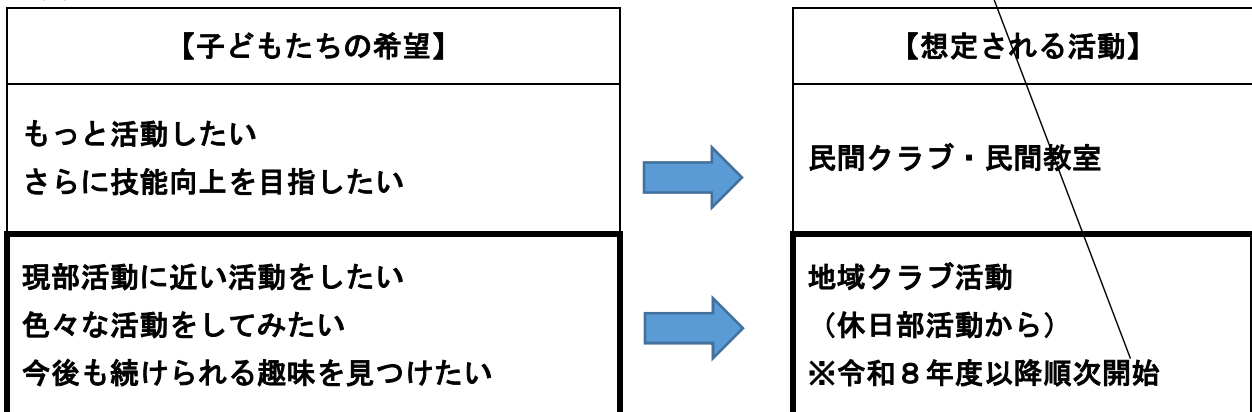 【子どもたちの希望】
【想定される活動】
もっと活動したい
さらに技能向上を目指したい
民間クラブ・民間教室
現部活動に近い活動をしたい
色々な活動をしてみたい
今後も続けられる趣味を見つけたい
地域クラブ活動
（休日部活動から）
※令和８年度以降順次開始